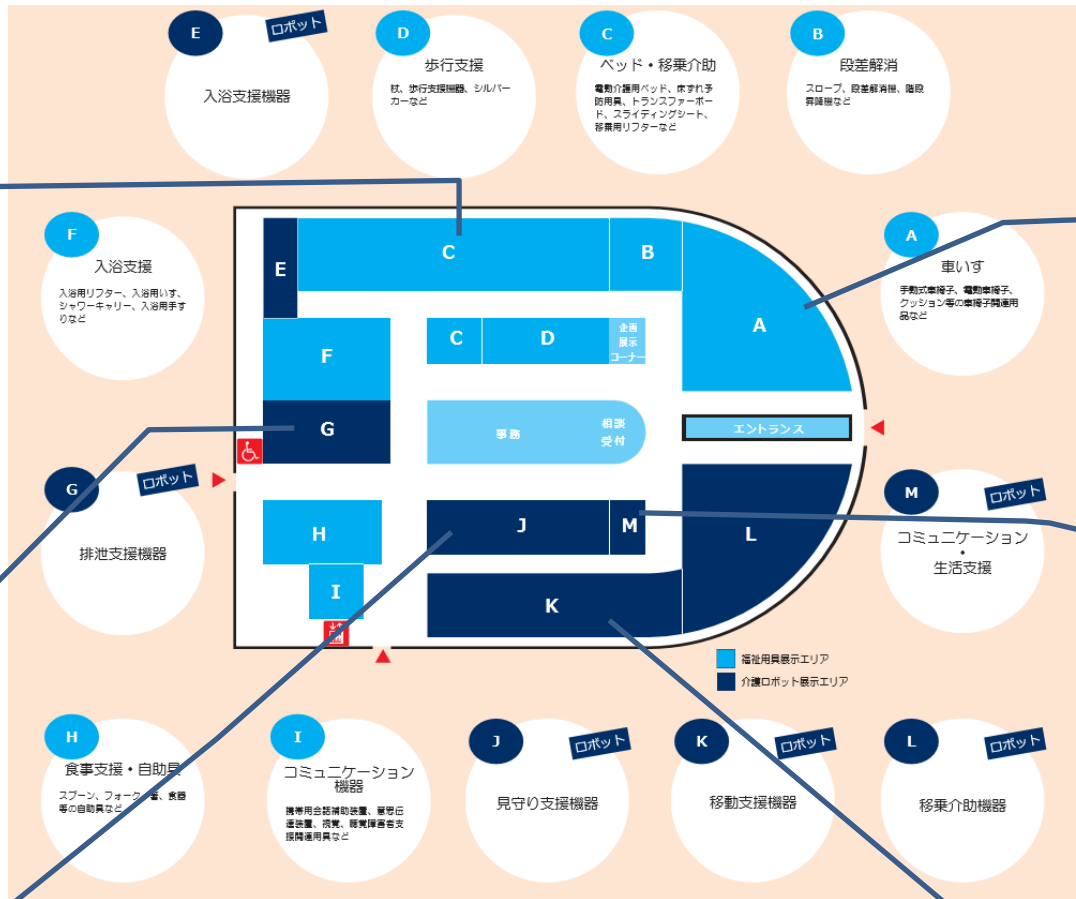 E
ロボット
入浴支援機器
D
歩行支援
杖、歩行支援機器、シルバー
カーなど
C
ベッド・移乗介助
電動介護用ベッド、床ずれ予
防用具、トランスファーボー
ド、スライディングシート、
移乗用リフターなど
B
段差解消
スロープ、段差解消機、階段
昇降機など
F
入浴支援
入浴用リフター、入浴用いす、
シャワーキャリー、入浴用手す
りなど
A
車いす
手動式車椅子、電動車椅子、
クッション等の車椅子関連用
品など
E
C
B
A
F
C
D
企画
展示
コーナー
G
事務
相談
受付
エントランス
H
I
J
M
L
K
G
ロボット
排泄支援機器
M
ロボット
コミュニケーション
・
生活支援
福祉用具展示エリア
介護ロボット展示エリア
H
食事支援・自助具
スプーン、フォーク、箸、食器
等の自助具など
I
コミュニケーション
機器
携帯用会話補助装置、意思伝
達装置、視覚、聴覚障害者支
援関連用具など
J
ロボット
見守り支援機器
K
ロボット
移動支援機器
L
ロボット
移乗介助機器